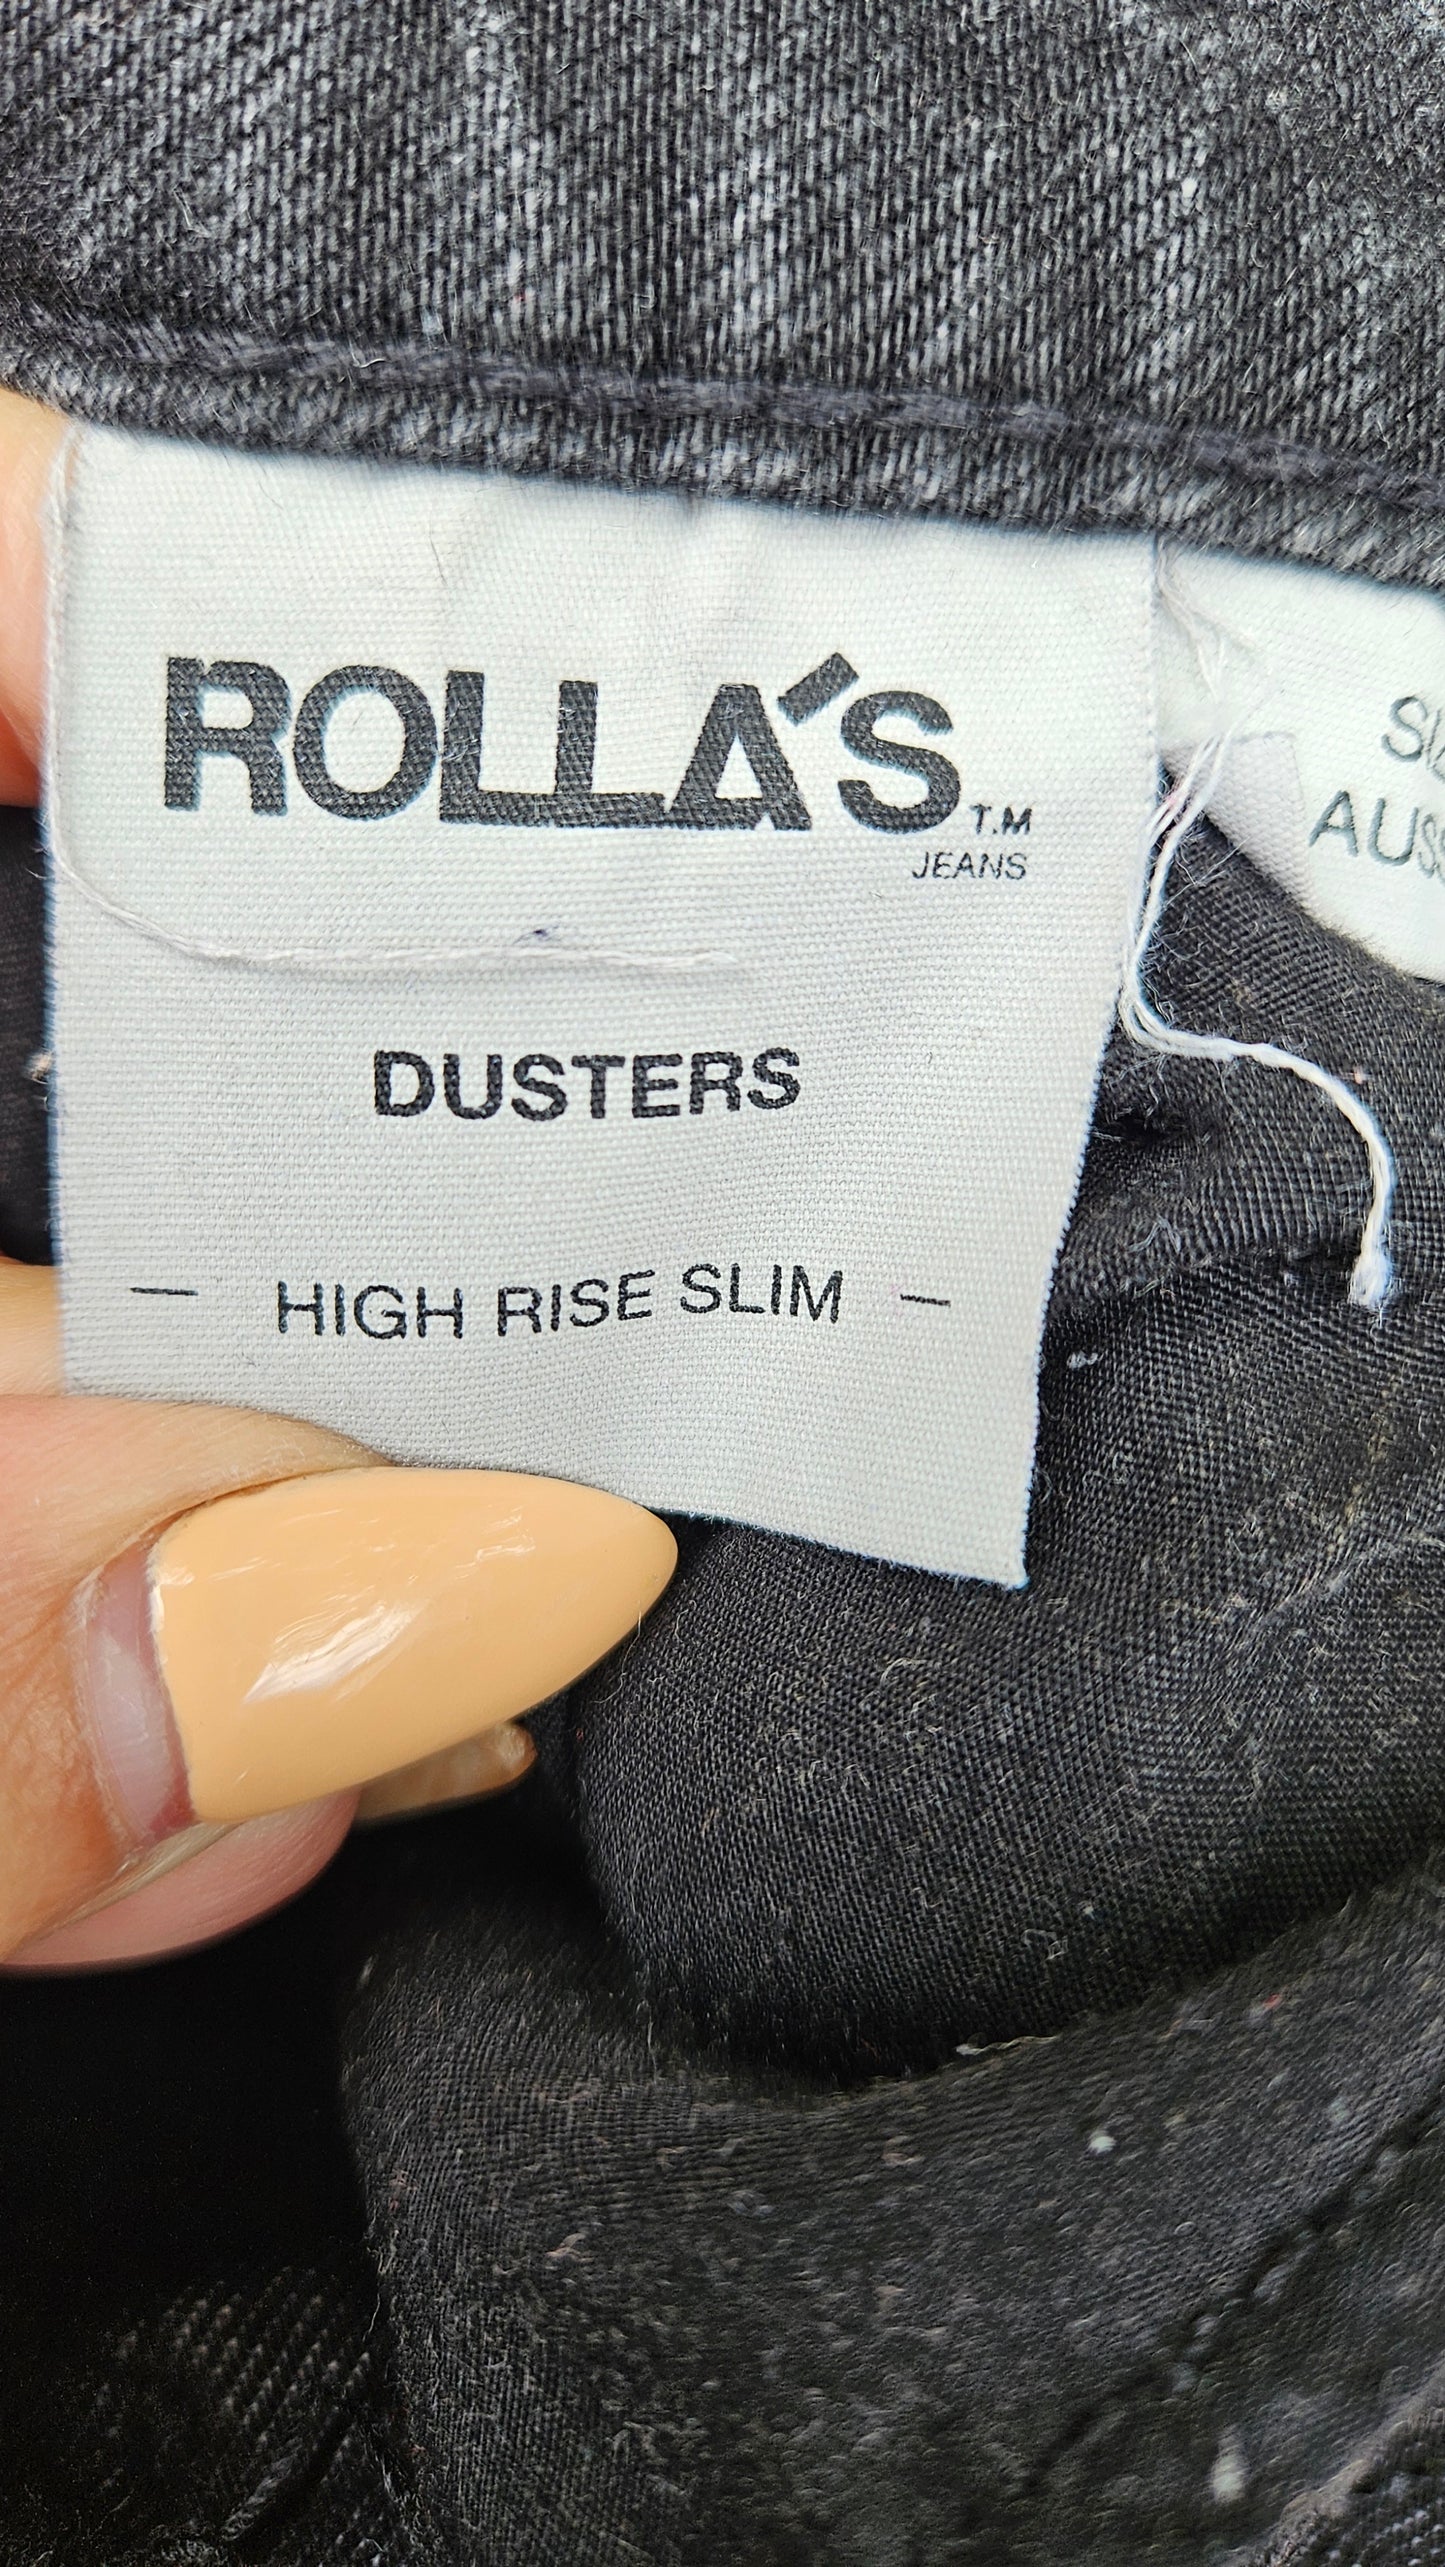 ROLLA'S T.M
JEANS
DUSTERS
— HIGH RISE SLIM —